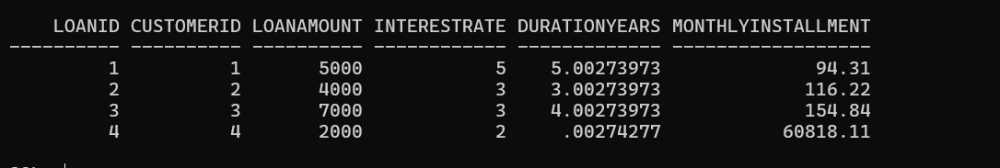 LOANID CUSTOMERID LOANAMOUNT INTERESTRATE DURATIONYEARS MONTHLYINSTALLMENT
---------- ---------- ---------- ------------ ------------- ------------------
1 1 5000 5 5.00273973 94.31
2 2 4000 3 3.00273973 116.22
3 3 7000 3 4.00273973 154.84
4 4 2000 2 .00274277 60818.11